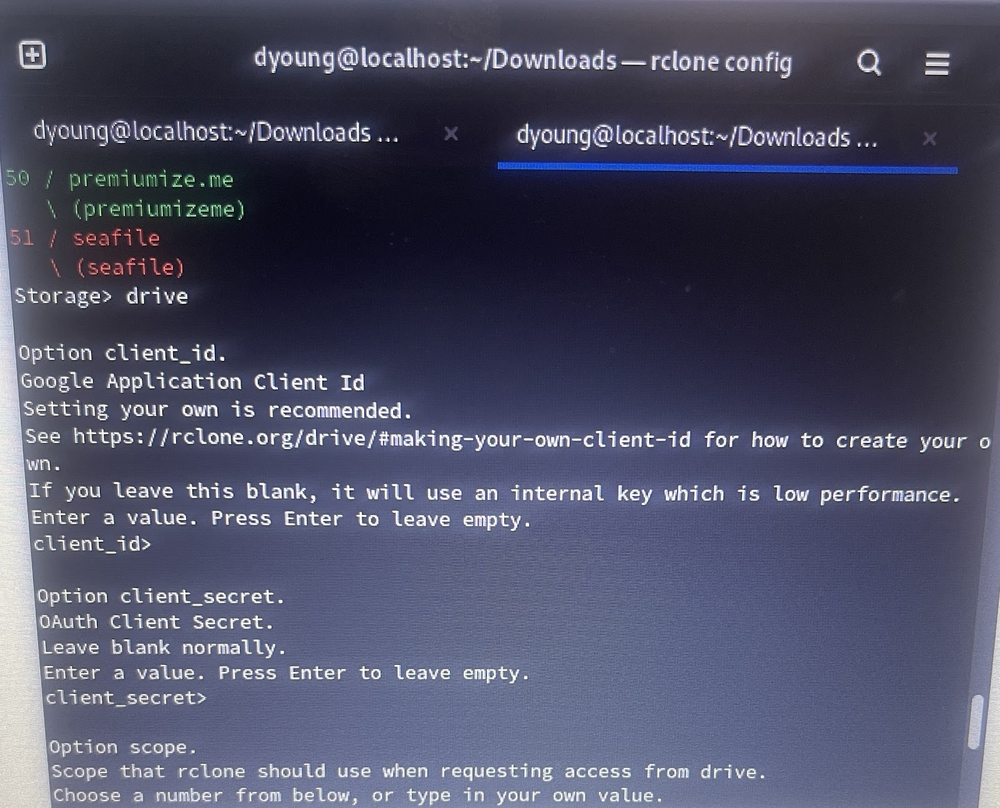 dyoung@localhost:~/Downloads — rclone config
dyoung@localhost:~/Downloads ... × dyoung@localhost:~/Downloads ... ×
50 / premiumize.me
\ (premiumizeme)
51 / seafile
\ (seafile)
Storage> drive
Option client_id.
Google Application Client Id
Setting your own is recommended.
See https://rclone.org/drive/#making-your-own-client-id for how to create your o
wn.
If you leave this blank, it will use an internal key which is low performance.
Enter a value. Press Enter to leave empty.
client_id>
Option client_secret.
OAuth Client Secret.
Leave blank normally.
Enter a value. Press Enter to leave empty.
client_secret>
Option scope.
Scope that rclone should use when requesting access from drive.
Choose a number from below, or type in your own value.